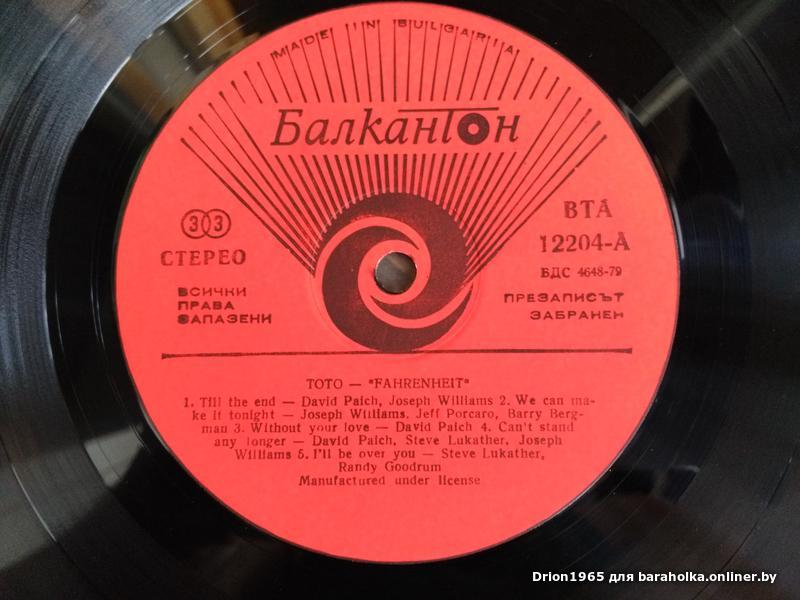 MADE IN BULGARIA
Балкантон
33
СТЕРЕО
ВСИЧКИ
ПРАВА
ЗАПАЗЕНИ
ВТА
12204-А
БДС 4648-79
ПРЕЗАПИСЪТ
ЗАБРАНЕН
TOTO — "FAHRENHEIT"
1. Till the end — David Paich, Joseph Williams 2. We can ma-
ke it tonight — Joseph Williams, Jeff Porcaro, Barry Berg-
man 3. Without your love — David Paich 4. Can't stand
any longer — David Paich, Steve Lukather, Joseph
Williams 5. I'll be over you — Steve Lukather,
Randy Goodrum
Manufactured under license
Drion1965 для baraholka.onliner.by